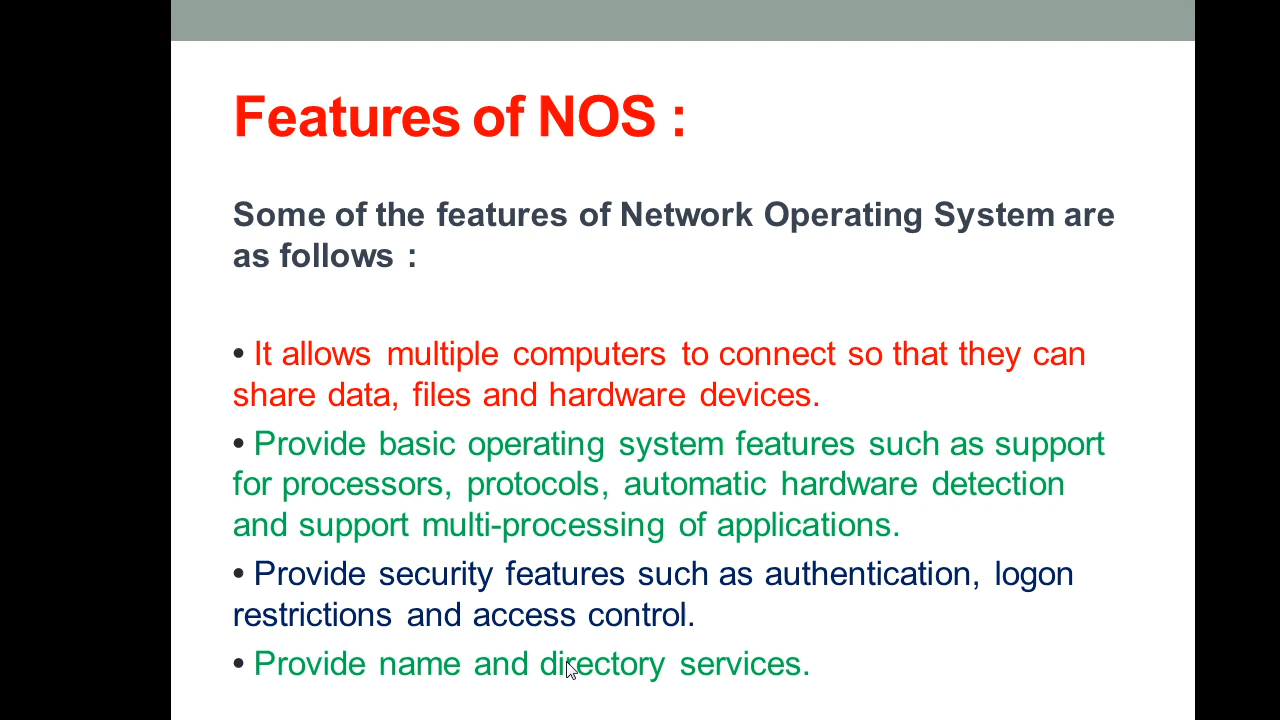 Features of NOS :
Some of the features of Network Operating System are
as follows :
• It allows multiple computers to connect so that they can
share data, files and hardware devices.
• Provide basic operating system features such as support
for processors, protocols, automatic hardware detection
and support multi-processing of applications.
• Provide security features such as authentication, logon
restrictions and access control.
• Provide name and directory services.